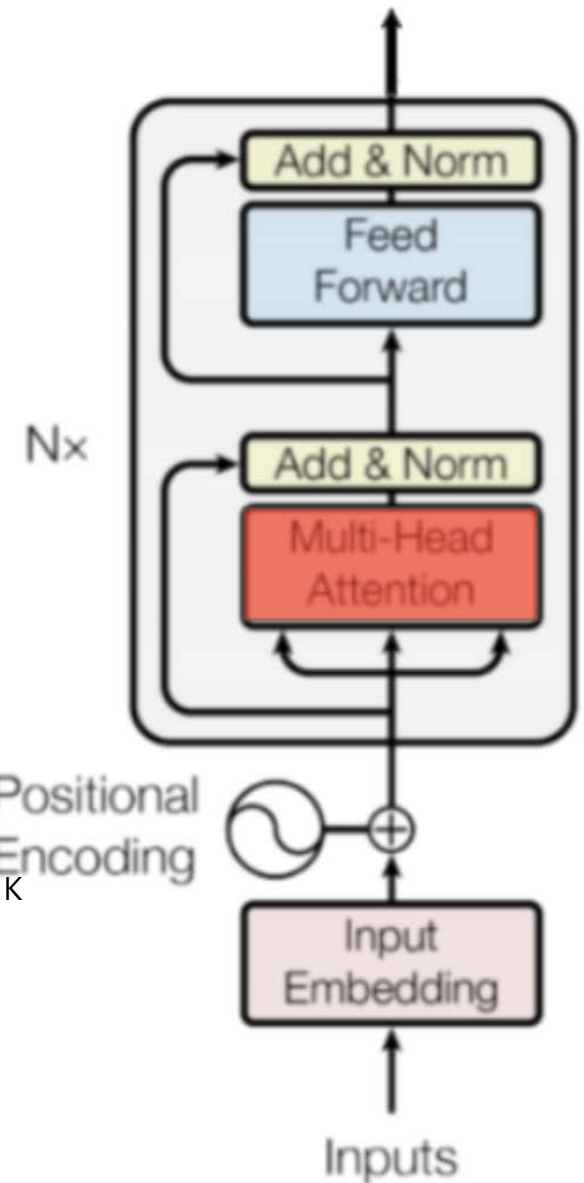 Add & Norm
Feed
Forward
Nx
Add & Norm
Multi-Head
Attention
Positional
Encoding
K
Input
Embedding
Inputs